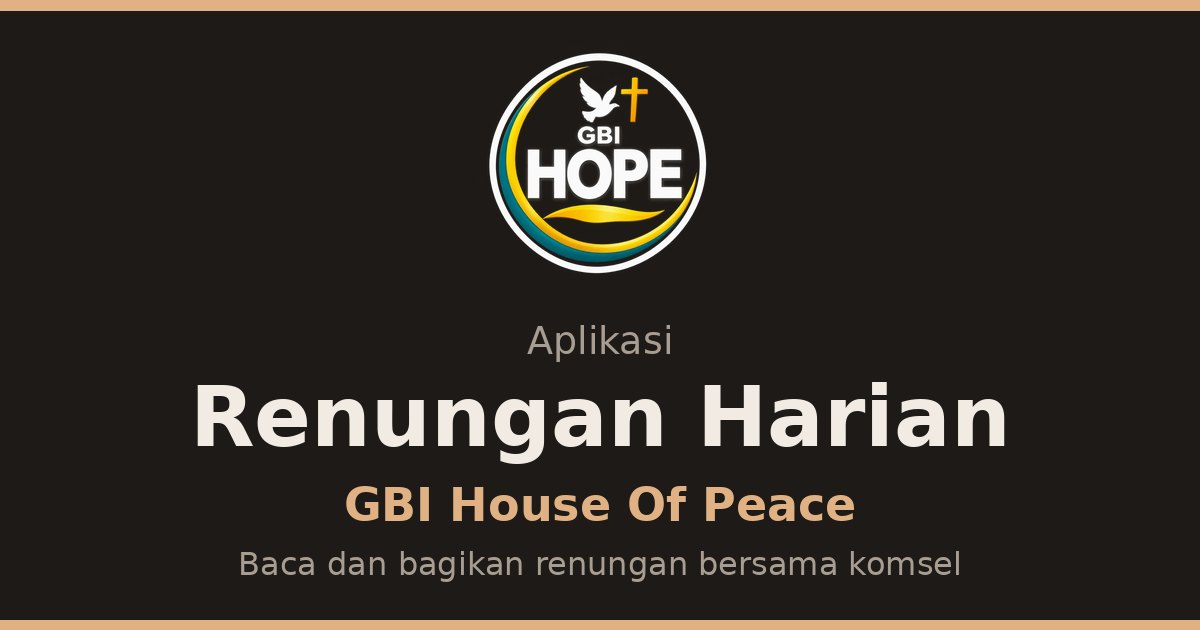 GBI
HOPE
Aplikasi
Renungan Harian
GBI House Of Peace
Baca dan bagikan renungan bersama komsel